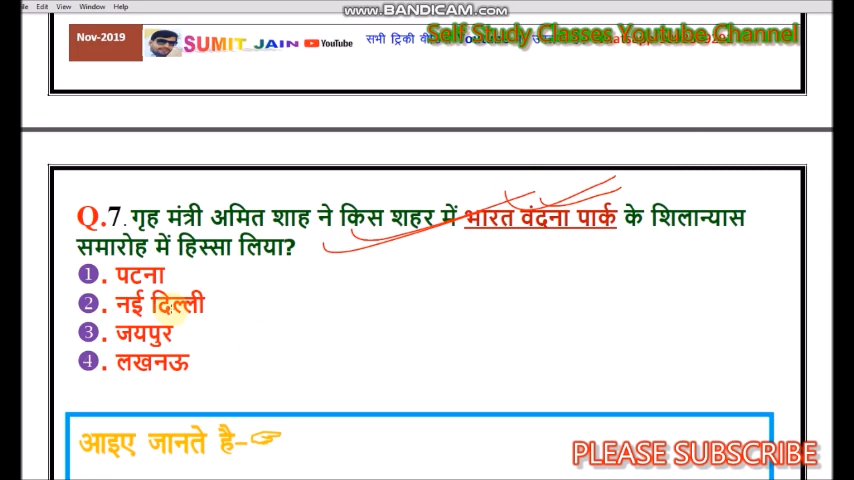 File Edit Window Help
www.BANDICAM.com
Nov-2019
SUMIT JAIN YouTube
सभी ट्रिकी
Self Study Classes Youtube Channel
Q.7. गृह मंत्री अमित शाह ने किस शहर में भारत वंदना पार्क के शिलान्यास
समारोह में हिस्सा लिया?
1. पटना
2. नई दिल्ली
3. जयपुर
4. लखनऊ
आइए जानते है-
PLEASE SUBSCRIBE